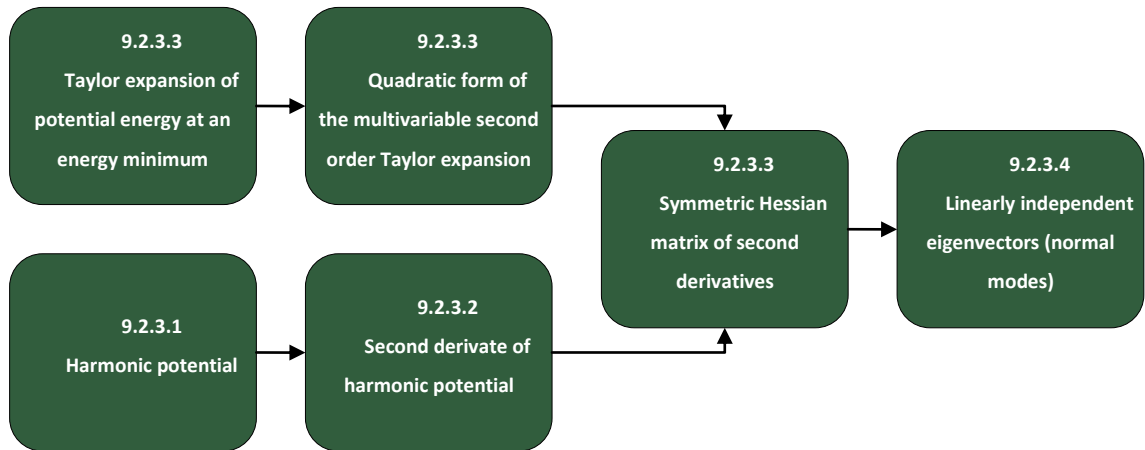 9.2.3.3
Taylor expansion of
potential energy at an
energy minimum
9.2.3.3
Quadratic form of
the multivariable second
order Taylor expansion
9.2.3.3
Symmetric Hessian
matrix of second
derivatives
9.2.3.4
Linearly independent
eigenvectors (normal
modes)
9.2.3.1
Harmonic potential
9.2.3.2
Second derivate of
harmonic potential